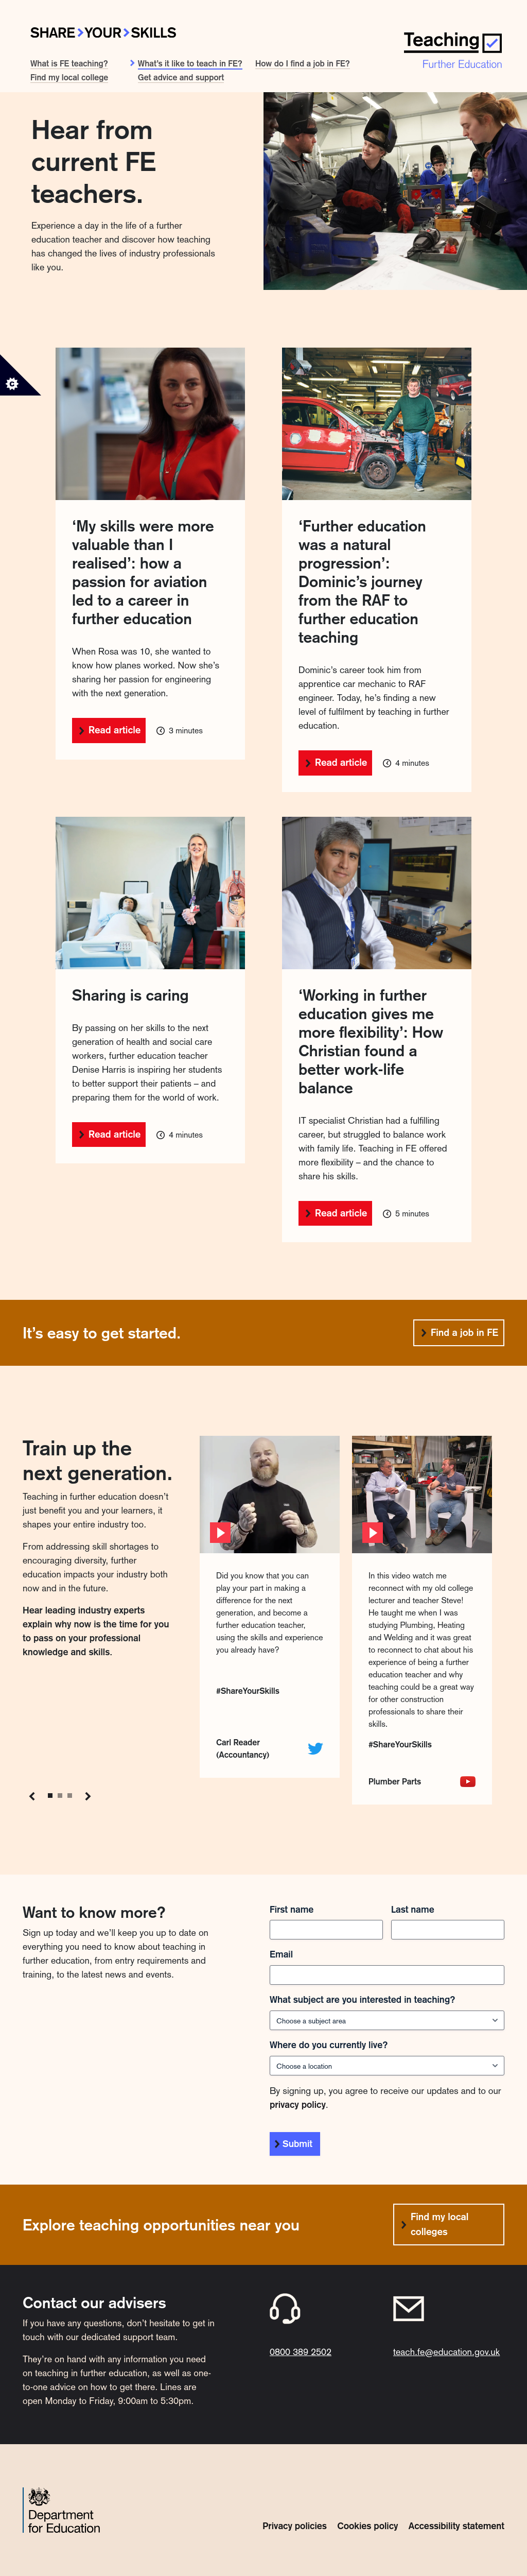 SHARE YOUR SKILLS
Teaching
Further Education
What is FE teaching?
What's it like to teach in FE?
How do I find a job in FE?
Find my local college
Get advice and support
Hear from
current FE
teachers.
Experience a day in the life of a further
education teacher and discover how teaching
has changed the lives of industry professionals
like you.
‘My skills were more
valuable than I
realised’: how a
passion for aviation
led to a career in
further education
When Rosa was 10, she wanted to
know how planes worked. Now she's
sharing her passion for engineering
with the next generation.
Read article
3 minutes
‘Further education
was a natural
progression’:
Dominic’s journey
from the RAF to
further education
teaching
Dominic’s career took him from
apprentice car mechanic to RAF
engineer. Today, he’s finding a new
level of fulfilment by teaching in further
education.
Read article
4 minutes
Sharing is caring
By passing on her skills to the next
generation of health and social care
workers, further education teacher
Denise Harris is inspiring her students
to better support their patients – and
preparing them for the world of work.
Read article
4 minutes
‘Working in further
education gives me
more flexibility’: How
Christian found a
better work-life
balance
IT specialist Christian had a fulfilling
career, but struggled to balance work
with family life. Teaching in FE offered
more flexibility – and the chance to
share his skills.
Read article
5 minutes
It’s easy to get started.
Find a job in FE
Train up the
next generation.
Teaching in further education doesn’t
just benefit you and your learners, it
shapes your entire industry too.
From addressing skill shortages to
encouraging diversity, further
education impacts your industry both
now and in the future.
Hear leading industry experts
explain why now is the time for you
to pass on your professional
knowledge and skills.
Did you know that you can
play your part in making a
difference for the next
generation, and become a
further education teacher,
using the skills and experience
you already have?
#ShareYourSkills
Carl Reader
(Accountancy)
In this video watch me
reconnect with my old college
lecturer and teacher Steve!
He taught me when I was
studying Plumbing, Heating
and Welding and it was great
to reconnect to chat about his
experience of being a further
education teacher and why
teaching could be a great way
for other construction
professionals to share their
skills.
#ShareYourSkills
Plumber Parts
Want to know more?
Sign up today and we’ll keep you up to date on
everything you need to know about teaching in
further education, from entry requirements and
training, to the latest news and events.
First name
Last name
Email
What subject are you interested in teaching?
Choose a subject area
Where do you currently live?
Choose a location
By signing up, you agree to receive our updates and to our
privacy policy.
Submit
Explore teaching opportunities near you
Find my local
colleges
Contact our advisers
If you have any questions, don’t hesitate to get in
touch with our dedicated support team.
They’re on hand with any information you need
on teaching in further education, as well as one-
to-one advice on how to get there. Lines are
open Monday to Friday, 9:00am to 5:30pm.
0800 389 2502
teach.fe@education.gov.uk
Department
for Education
Privacy policies
Cookies policy
Accessibility statement